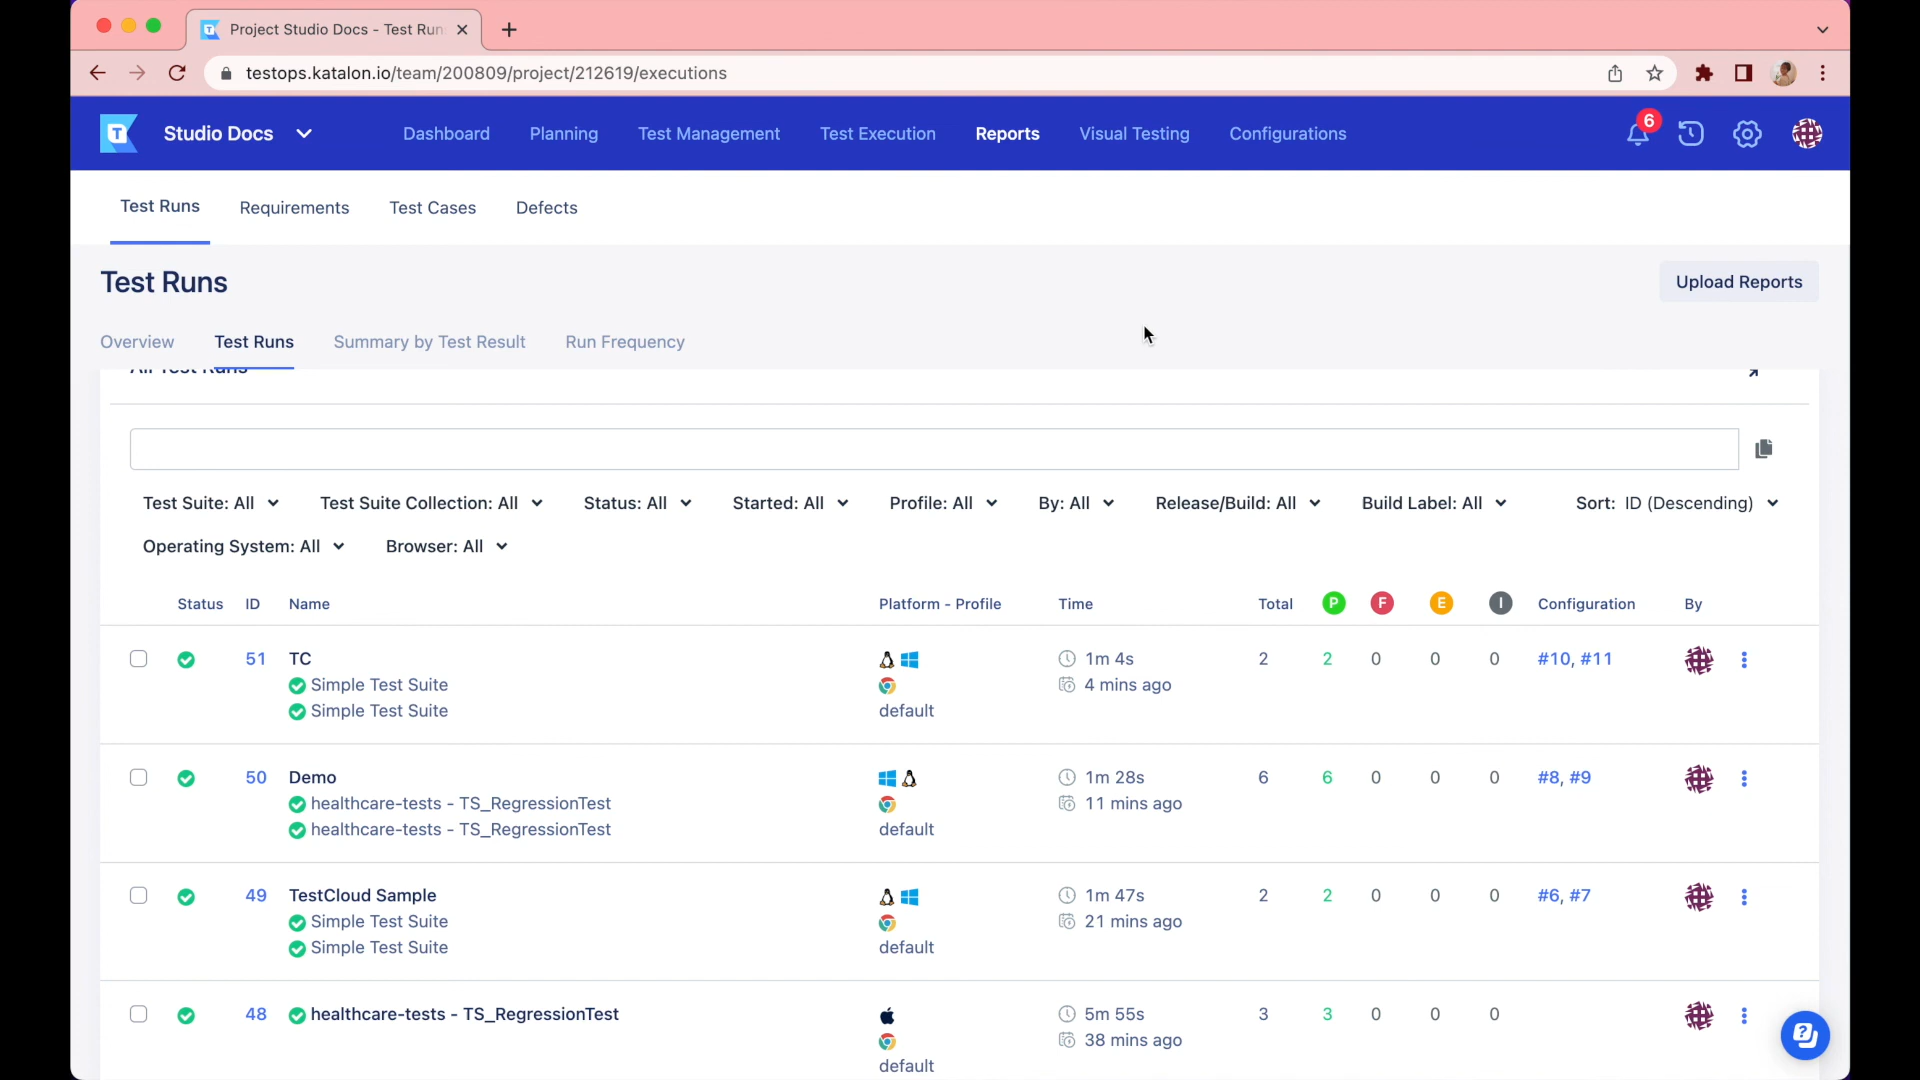 Project Studio Docs - Test Run
testops.katalon.io/team/200809/project/212619/executions
T Studio Docs Dashboard Planning Test Management Test Execution Reports Visual Testing Configurations 6
Test Runs Requirements Test Cases Defects
Test Runs Upload Reports
Overview Test Runs Summary by Test Result Run Frequency
All Test Runs
Test Suite: All Test Suite Collection: All Status: All Started: All Profile: All By: All Release/Build: All Build Label: All Sort: ID (Descending)
Operating System: All Browser: All
Status ID Name Platform - Profile Time Total P F E I Configuration By
51 TC 1m 4s 2 2 0 0 0 #10, #11
Simple Test Suite 4 mins ago
Simple Test Suite default
50 Demo 1m 28s 6 6 0 0 0 #8, #9
healthcare-tests - TS_RegressionTest 11 mins ago
healthcare-tests - TS_RegressionTest default
49 TestCloud Sample 1m 47s 2 2 0 0 0 #6, #7
Simple Test Suite 21 mins ago
Simple Test Suite default
48 healthcare-tests - TS_RegressionTest 5m 55s 3 3 0 0 0
38 mins ago
default